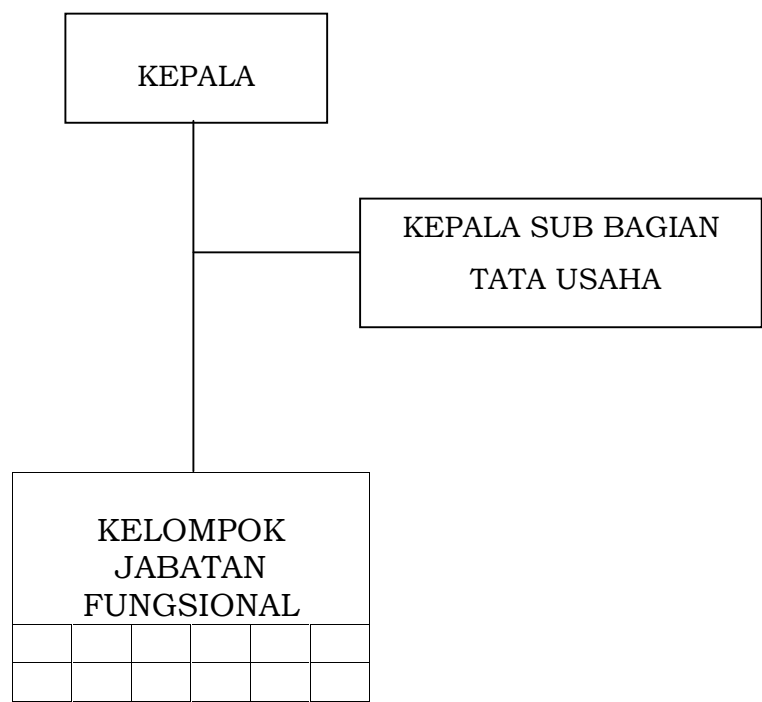 KEPALA
KEPALA SUB BAGIAN
TATA USAHA
KELOMPOK
JABATAN
FUNGSIONAL